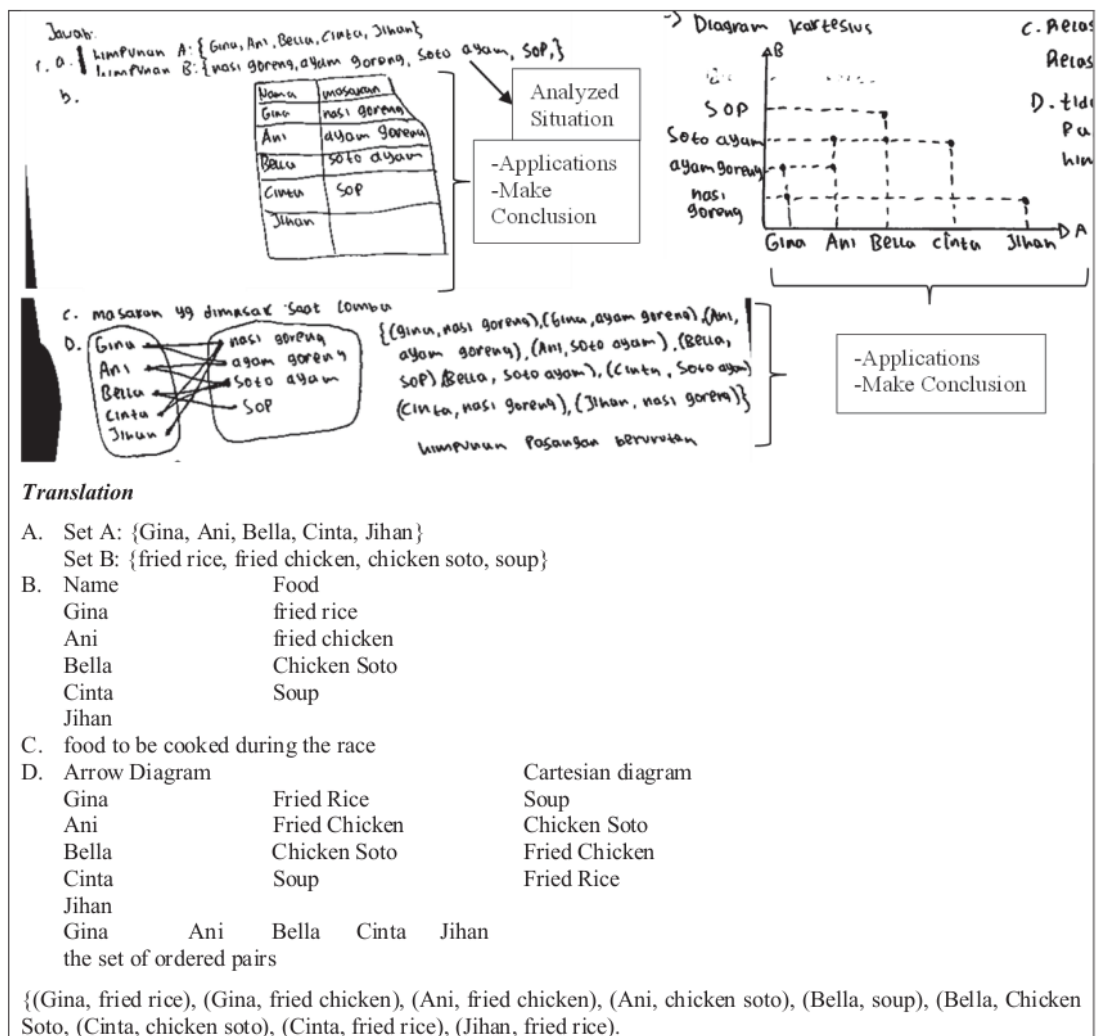 Jawab:
1. a. himpunan A: {Gina, Ani, Bella, Cinta, Jihan}
himpunan B: {nasi goreng, ayam goreng, Soto ayam, SOP,}
b.
Nama masakan
Gina nasi goreng
Ani ayam goreng
Bella soto ayam
Cinta SOP
Jihan
Analyzed
Situation
-Applications
-Make
Conclusion
-> Diagram kartesius
B
SOP
Soto ayam
ayam goreng
nasi
goreng
Gina Ani Bella cinta Jihan A
C. Relas
Relas
D. tida
Pa
him
c. masakan yg dimasak saat lomba
D. Gina nasi goreng
Ani ayam goreng
Bella soto ayam
Cinta SOP
Jihan
{(gina, nasi goreng), (Gina, ayam goreng), (Ani,
ayam goreng), (Ani, soto ayam), (Bella,
SOP) (Bella, soto ayam), (Cinta, soto ayam)
(Cinta, nasi goreng), (Jihan, nasi goreng)}
himpunan Pasangan berurutan
-Applications
-Make Conclusion
Translation
A. Set A: {Gina, Ani, Bella, Cinta, Jihan}
Set B: {fried rice, fried chicken, chicken soto, soup}
B. Name Food
Gina fried rice
Ani fried chicken
Bella Chicken Soto
Cinta Soup
Jihan
C. food to be cooked during the race
D. Arrow Diagram Cartesian diagram
Gina Fried Rice Soup
Ani Fried Chicken Chicken Soto
Bella Chicken Soto Fried Chicken
Cinta Soup Fried Rice
Jihan
Gina Ani Bella Cinta Jihan
the set of ordered pairs
{(Gina, fried rice), (Gina, fried chicken), (Ani, fried chicken), (Ani, chicken soto), (Bella, soup), (Bella, Chicken
Soto, (Cinta, chicken soto), (Cinta, fried rice), (Jihan, fried rice).